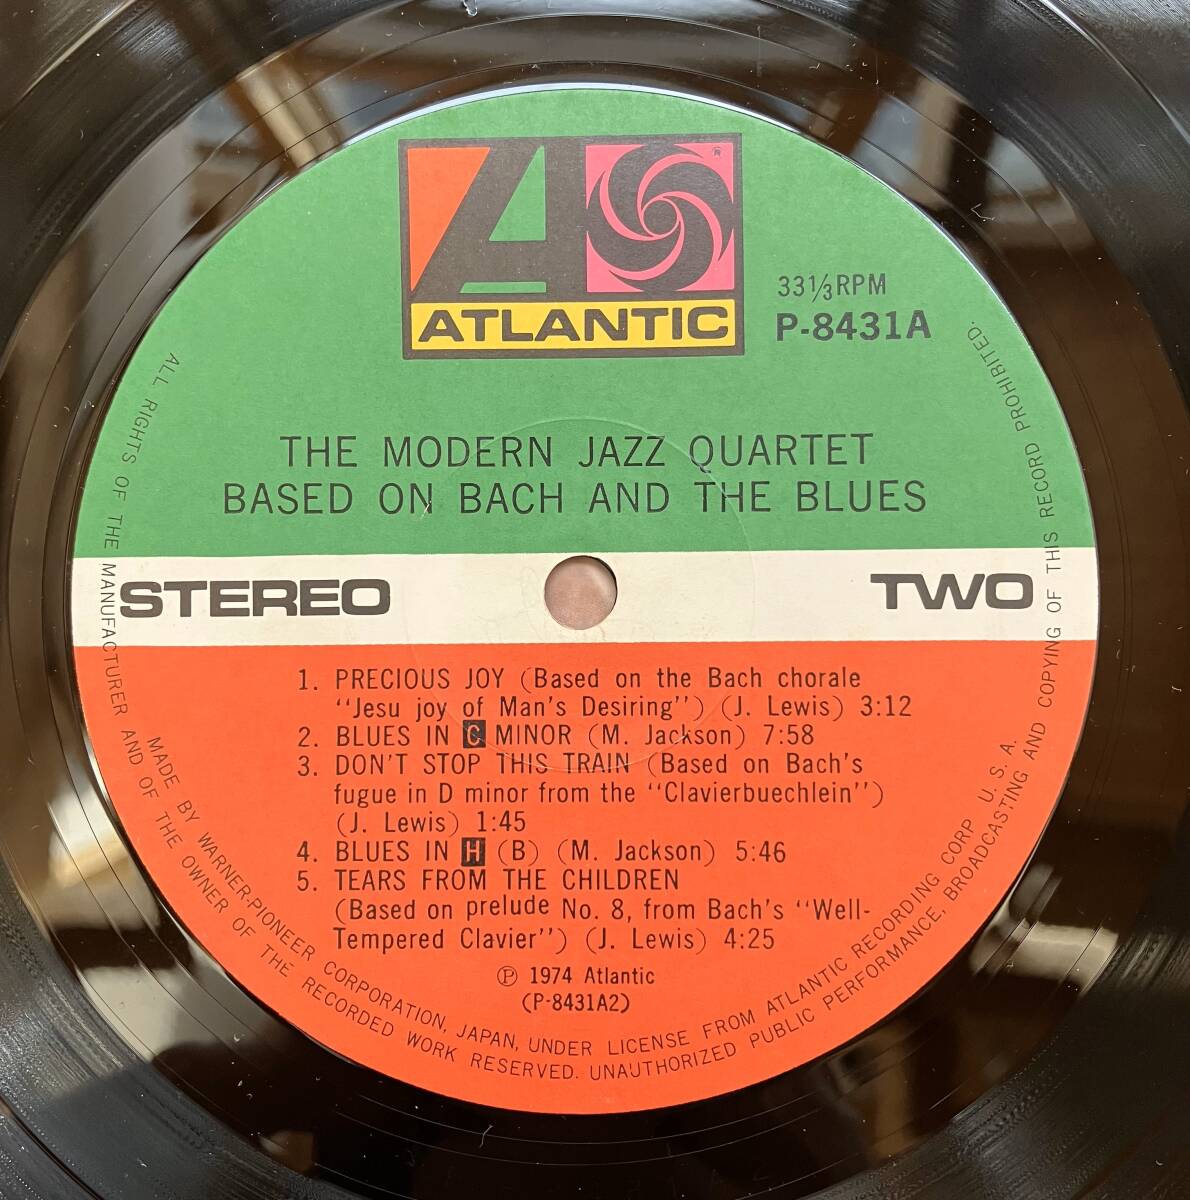 ATLANTIC
®
33⅓RPM
P-8431A
THE MODERN JAZZ QUARTET
BASED ON BACH AND THE BLUES
STEREO
TWO
1. PRECIOUS JOY (Based on the Bach chorale
"Jesu joy of Man's Desiring") (J. Lewis) 3:12
2. BLUES IN C MINOR (M. Jackson) 7:58
3. DON'T STOP THIS TRAIN (Based on Bach's
fugue in D minor from the "Clavierbuechlein")
(J. Lewis) 1:45
4. BLUES IN H (B) (M. Jackson) 5:46
5. TEARS FROM THE CHILDREN
(Based on prelude No. 8, from Bach's "Well-
Tempered Clavier") (J. Lewis) 4:25
℗ 1974 Atlantic
(P-8431A2)
MADE BY WARNER-PIONEER CORPORATION, JAPAN, UNDER LICENSE FROM ATLANTIC RECORDING CORP U. S. A.
ALL RIGHTS OF THE MANUFACTURER AND OF THE OWNER OF THE RECORDED WORK RESERVED. UNAUTHORIZED PUBLIC PERFORMANCE, BROADCASTING AND COPYING OF THIS RECORD PROHIBITED.